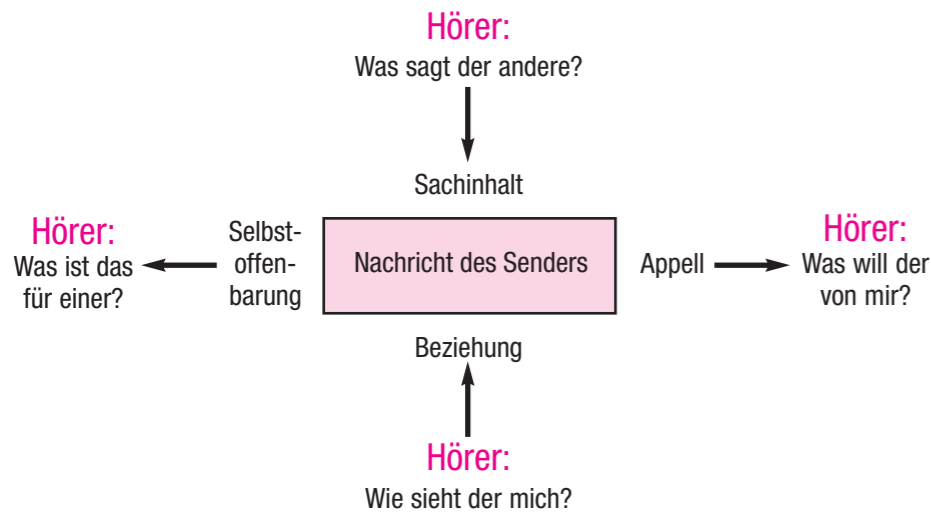 Hörer:
Was sagt der andere?
Sachinhalt
Hörer:
Was ist das
für einer?
Selbst-
offen-
barung
Nachricht des Senders
Appell
Hörer:
Was will der
von mir?
Beziehung
Hörer:
Wie sieht der mich?